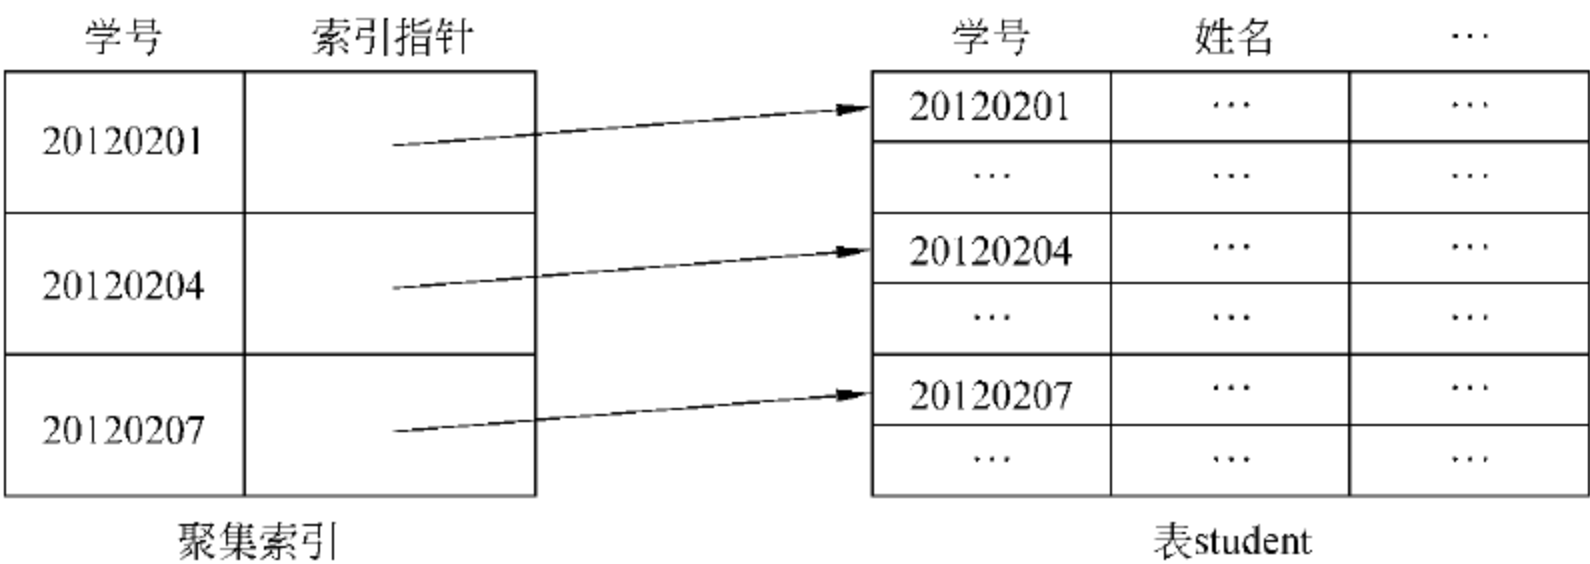 学号 索引指针 学号 姓名 …
20120201 20120201 … …
… … …
20120204 20120204 … …
… … …
20120207 20120207 … …
… … …
聚集索引 表student